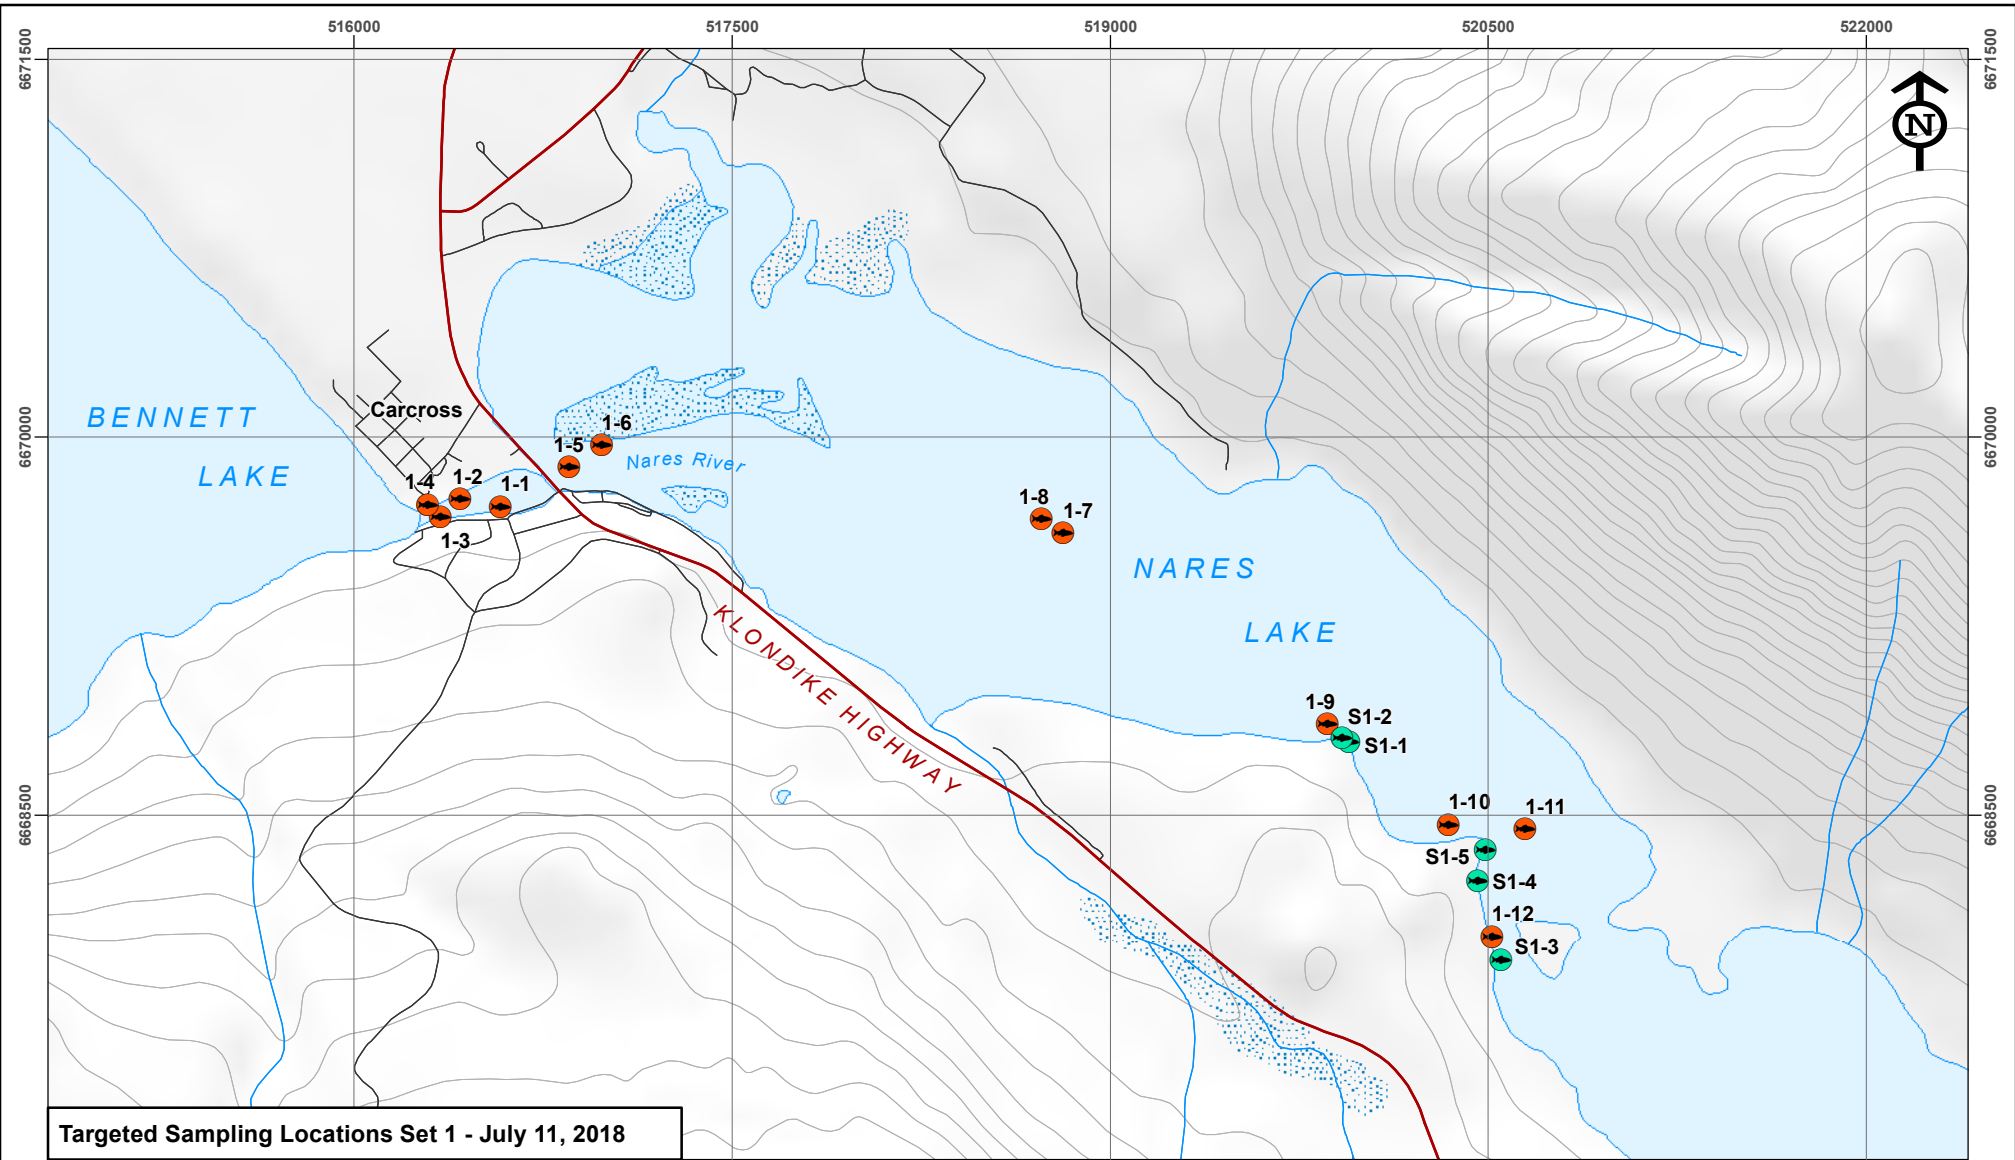 516000
517500
519000
520500
522000
6671500
6671500
N
Carcross
BENNETT
LAKE
1-6
1-5
Nares River
6670000
6670000
1-4
1-2
1-1
1-3
1-8
1-7
NARES
LAKE
KLONDIKE HIGHWAY
1-9
S1-2
S1-1
6668500
6668500
1-10
1-11
S1-5
S1-4
1-12
S1-3
Targeted Sampling Locations Set 1 - July 11, 2018